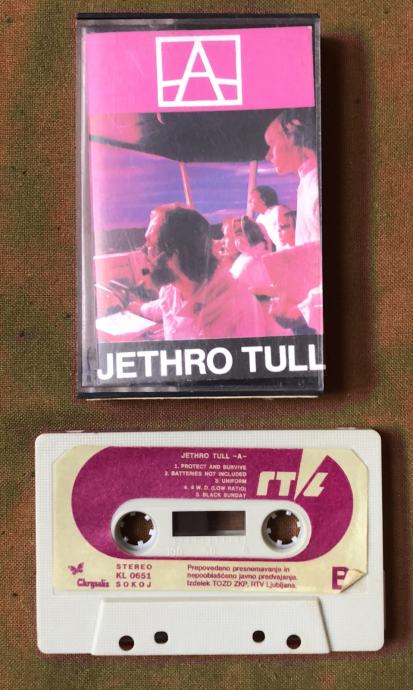 A
JETHRO TULL
JETHRO TULL -A-
1. PROTECT AND SURVIVE
2. BATTERIES NOT INCLUDED
3. UNIFORM
4. 4 W. D. (LOW RATIO)
5. BLACK SUNDAY
RTVL
Chrysalis
STEREO
KL 0651
SOKOJ
Prepovedano presnemavanje in
nepooblaščeno javno predvajanje.
Izdelek TOZD ZKP, RTV Ljubljana.
B